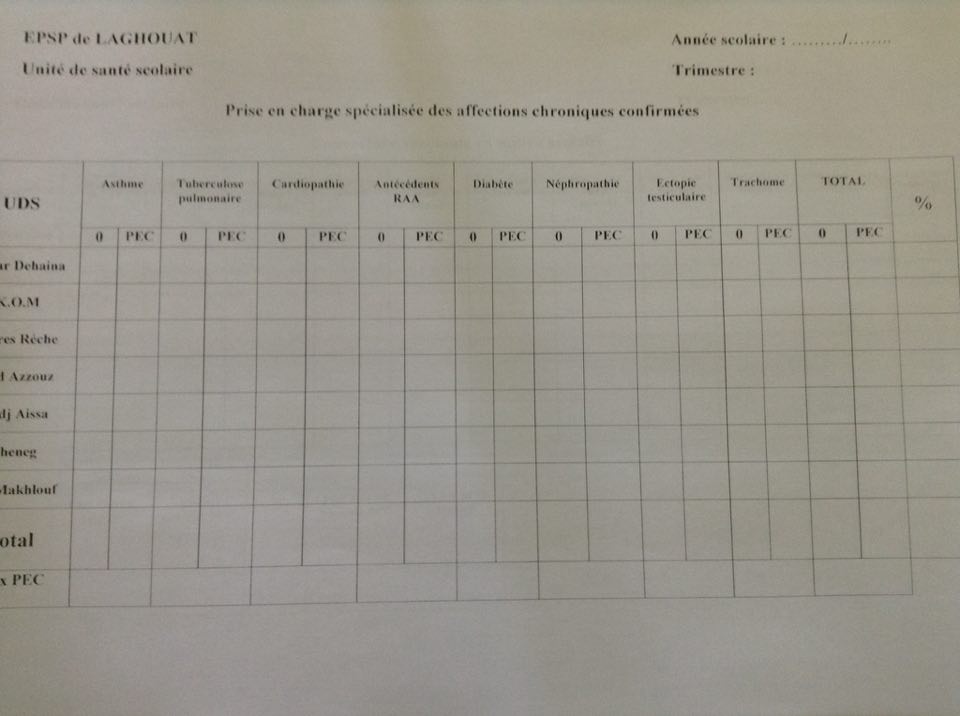 EPSP de LAGHOUAT
Année scolaire : ………/……..
Unité de santé scolaire
Trimestre :
Prise en charge spécialisée des affections chroniques confirmées
UDS Asthme Tuberculose pulmonaire Cardiopathie Antécédents RAA Diabète Néphropathie Ectopie testiculaire Trachome TOTAL %
0 PEC 0 PEC 0 PEC 0 PEC 0 PEC 0 PEC 0 PEC 0 PEC 0 PEC
ar Dehaina
K.O.M
res Rèche
Azzouz
dj Aissa
heneg
Makhlouf
otal
x PEC